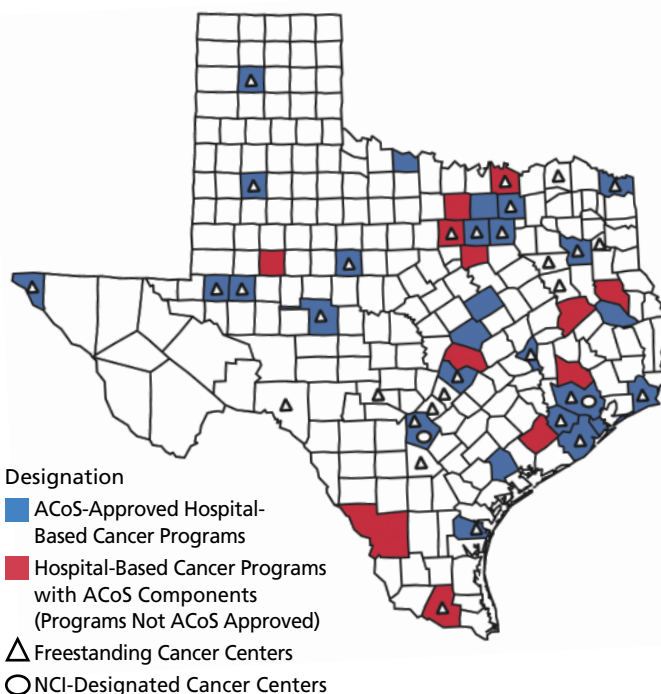 Designation
ACoS-Approved Hospital-
Based Cancer Programs
Hospital-Based Cancer Programs
with ACoS Components
(Programs Not ACoS Approved)
Freestanding Cancer Centers
NCI-Designated Cancer Centers